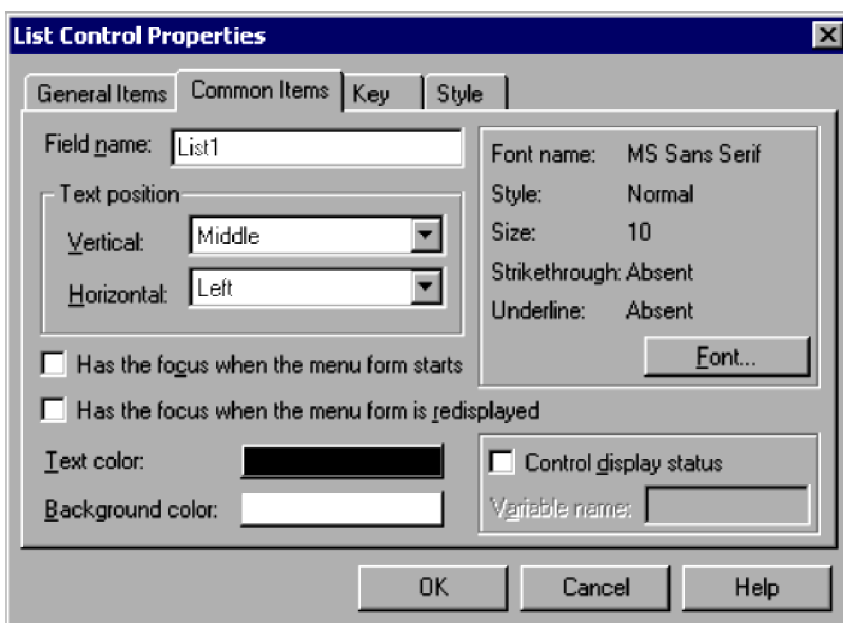 List Control Properties
General Items Common Items Key Style
Field name: List1
Text position
Vertical: Middle
Horizontal: Left
Font name: MS Sans Serif
Style: Normal
Size: 10
Strikethrough: Absent
Underline: Absent
Font...
Has the focus when the menu form starts
Has the focus when the menu form is redisplayed
Text color:
Background color:
Control display status
Variable name:
OK Cancel Help